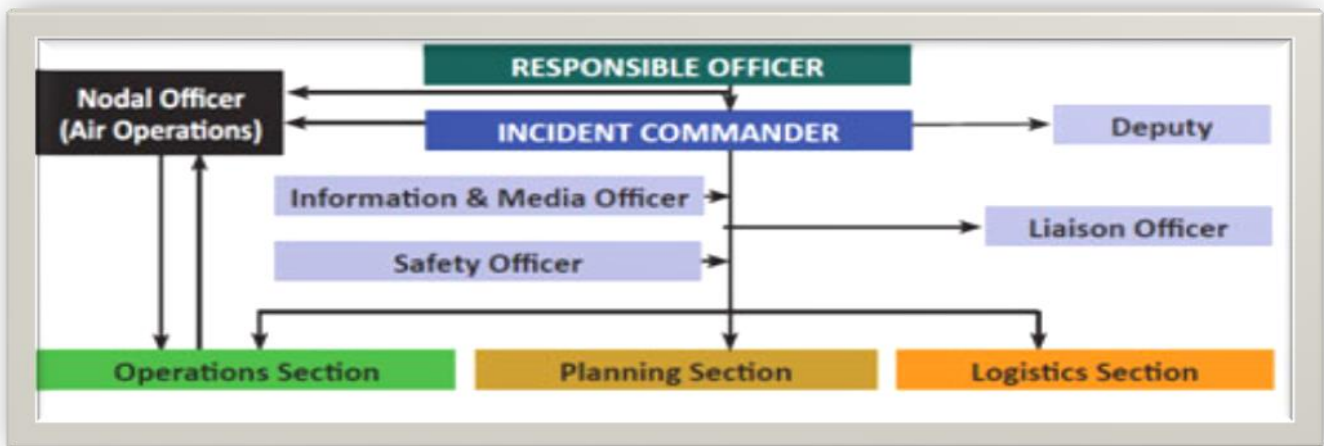 RESPONSIBLE OFFICER
Nodal Officer
(Air Operations)
INCIDENT COMMANDER
Deputy
Information & Media Officer
Liaison Officer
Safety Officer
Operations Section
Planning Section
Logistics Section